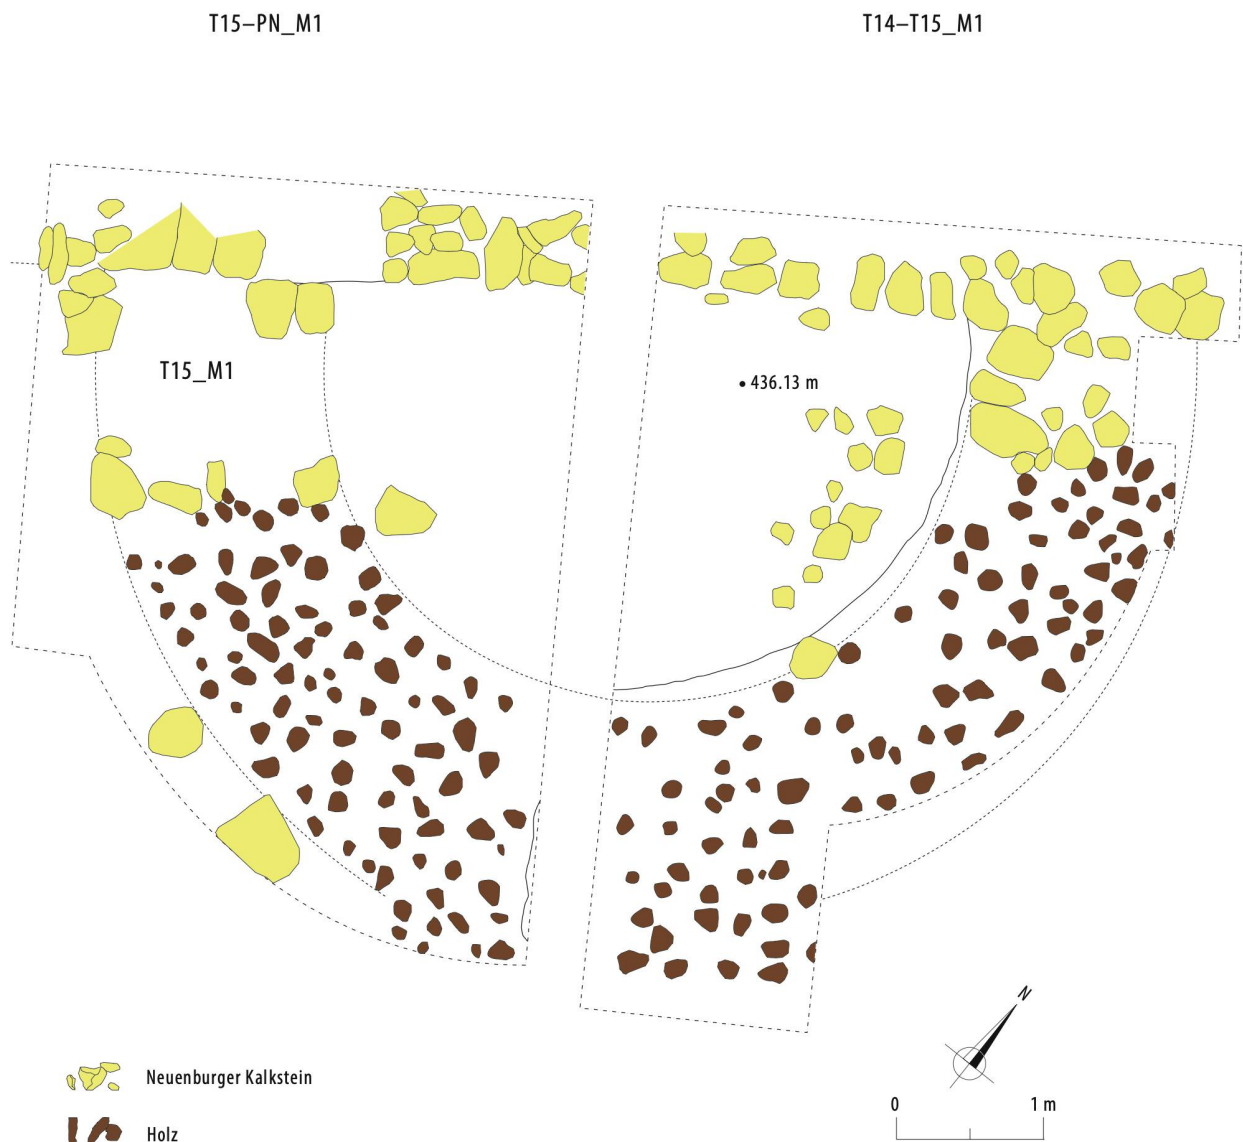 T15–PN_M1
T14–T15_M1
T15_M1
436.13 m
N
Neuenburger Kalkstein
0 1 m
Holz